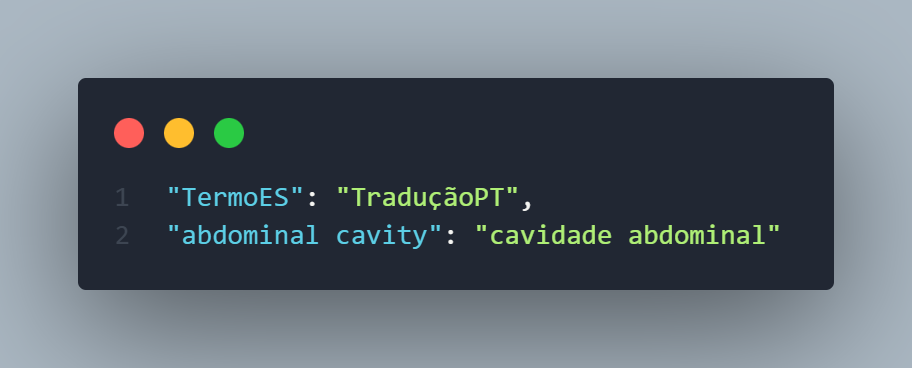 1 "TermoES": "TraduçãoPT",
2 "abdominal cavity": "cavidade abdominal"